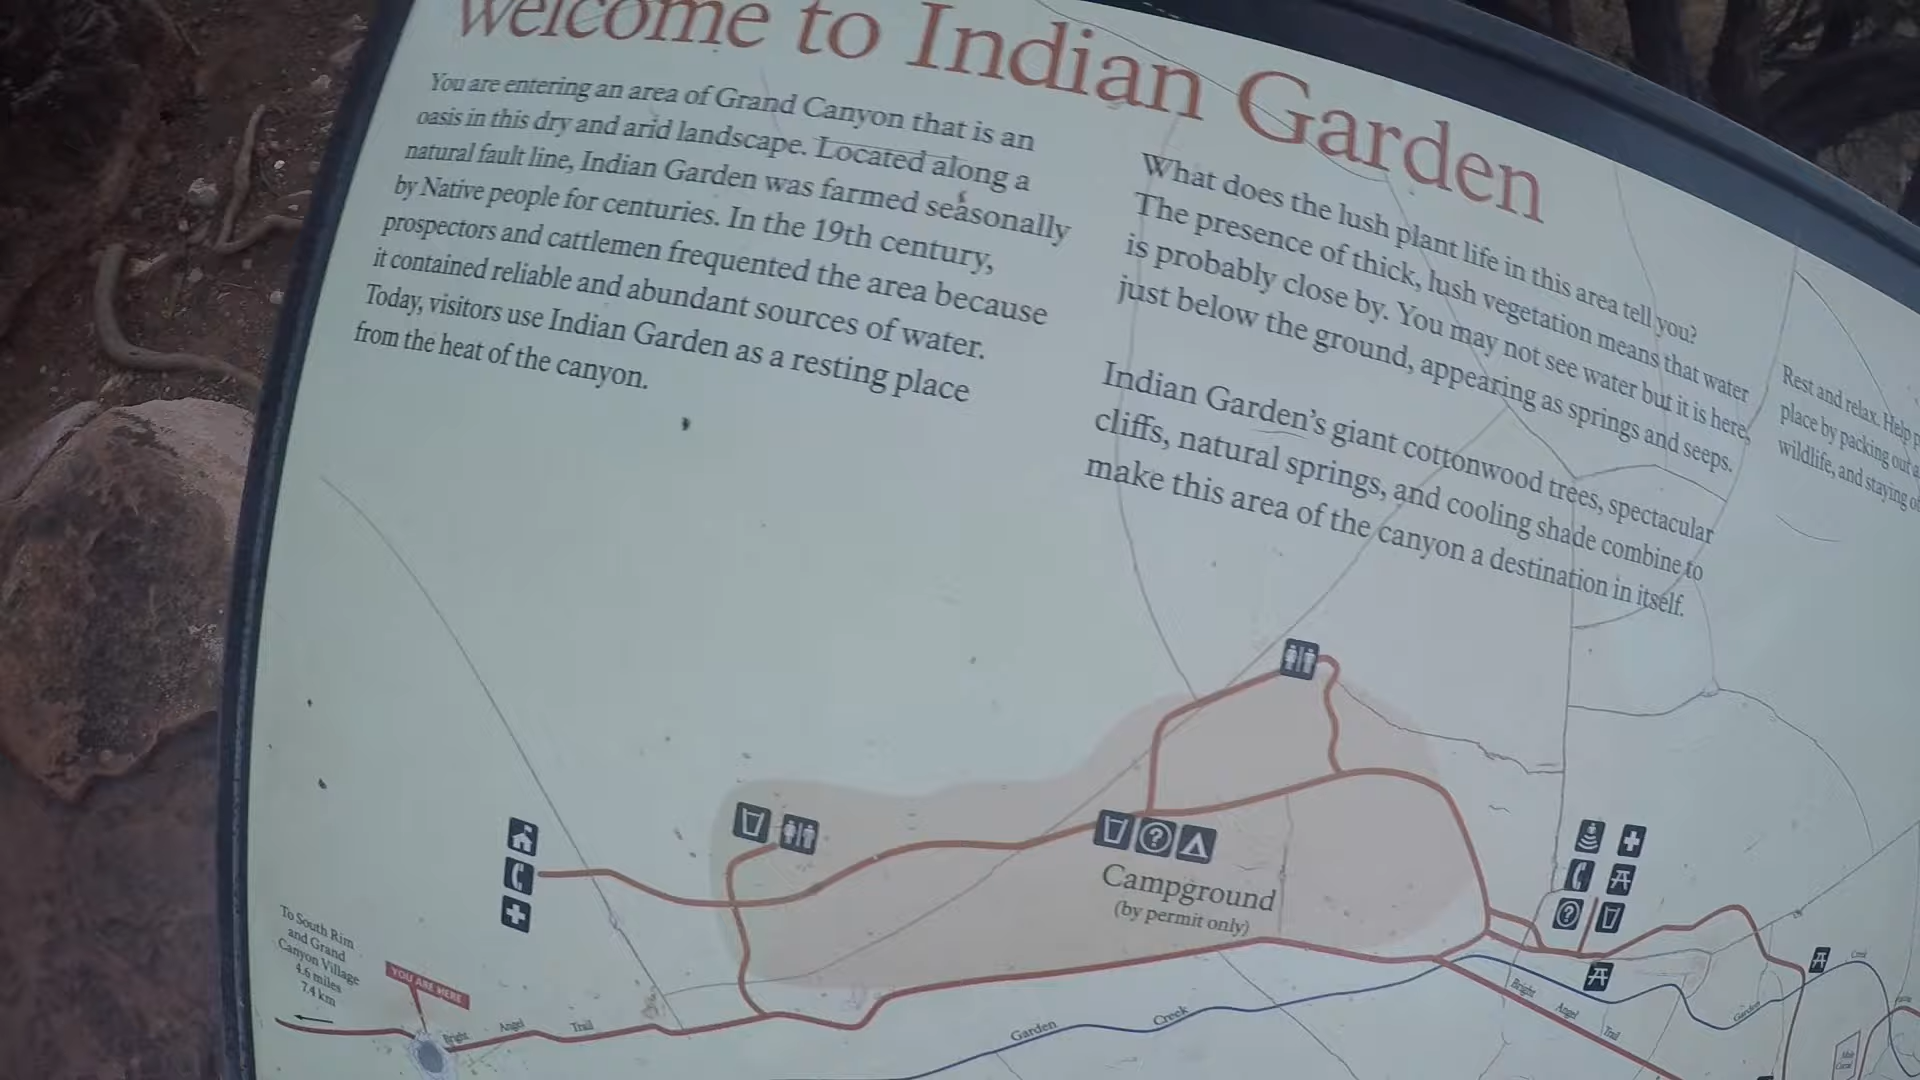 Welcome to Indian Garden
You are entering an area of Grand Canyon that is an
oasis in this dry and arid landscape. Located along a
natural fault line, Indian Garden was farmed seasonally
by Native people for centuries. In the 19th century,
prospectors and cattlemen frequented the area because
it contained reliable and abundant sources of water.
Today, visitors use Indian Garden as a resting place
from the heat of the canyon.
What does the lush plant life in this area tell you?
The presence of thick, lush vegetation means that water
is probably close by. You may not see water but it is here,
just below the ground, appearing as springs and seeps.
Indian Garden's giant cottonwood trees, spectacular
cliffs, natural springs, and cooling shade combine to
make this area of the canyon a destination in itself.
Rest and relax. Help
place by packing out
wildlife, and staying
Campground
(by permit only)
To South Rim
and Grand
Canyon Village
4.6 miles
7.4 km
YOU ARE HERE
Bright Angel Trail
Garden Creek
Bright Angel Trail
Garden
Creek